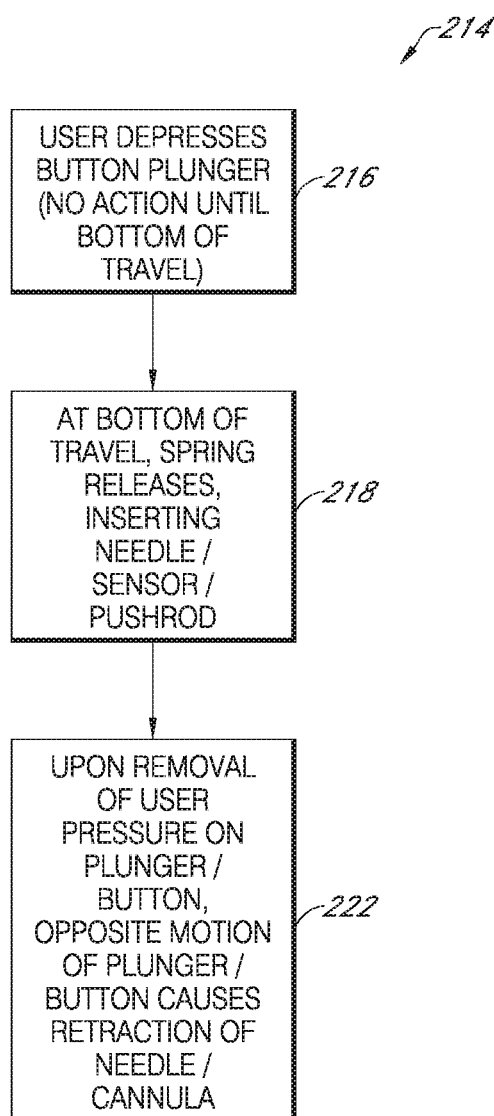 214
USER DEPRESSES
BUTTON PLUNGER
(NO ACTION UNTIL
BOTTOM OF
TRAVEL)
216
AT BOTTOM OF
TRAVEL, SPRING
RELEASES,
INSERTING
NEEDLE /
SENSOR /
PUSHROD
218
UPON REMOVAL
OF USER
PRESSURE ON
PLUNGER /
BUTTON,
OPPOSITE MOTION
OF PLUNGER /
BUTTON CAUSES
RETRACTION OF
NEEDLE /
CANNULA
222